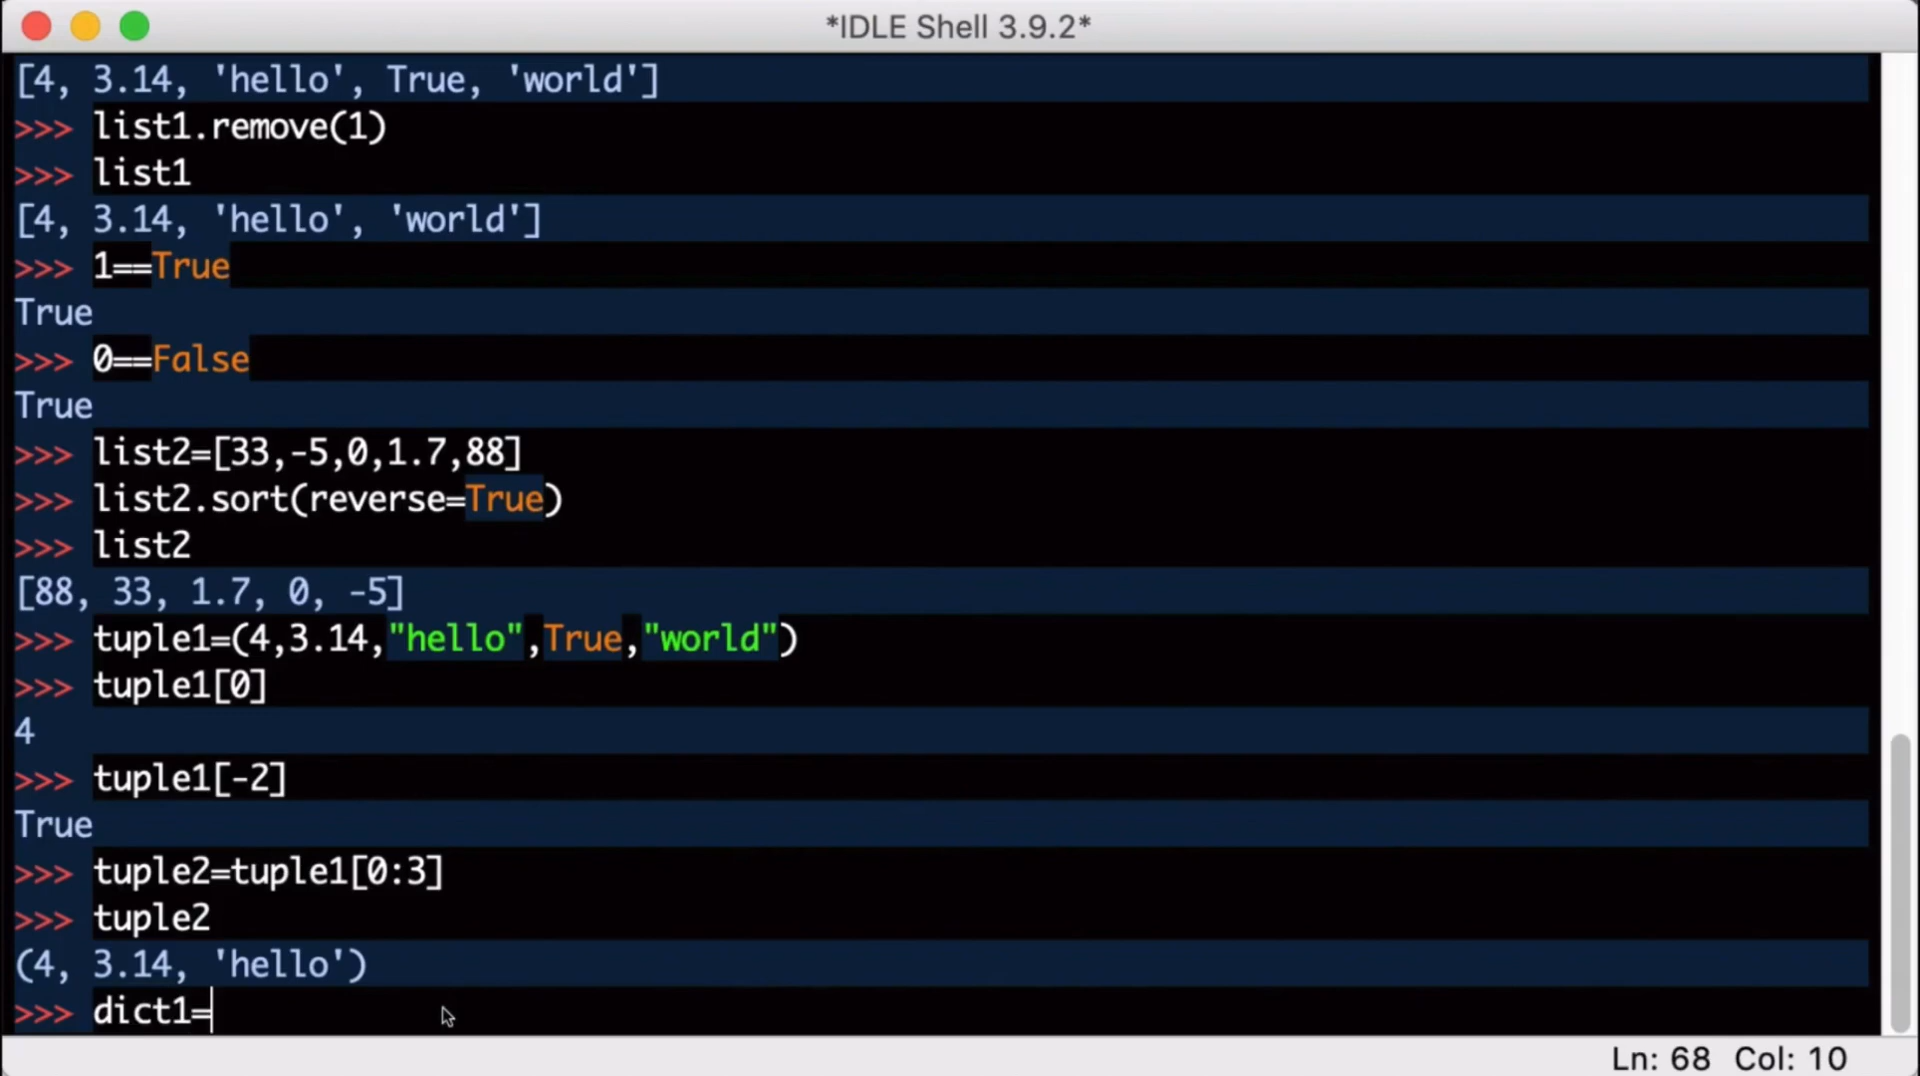 *IDLE Shell 3.9.2*
[4, 3.14, 'hello', True, 'world']
>>> list1.remove(1)
>>> list1
[4, 3.14, 'hello', 'world']
>>> 1==True
True
>>> 0==False
True
>>> list2=[33,-5,0,1.7,88]
>>> list2.sort(reverse=True)
>>> list2
[88, 33, 1.7, 0, -5]
>>> tuple1=(4,3.14,"hello",True,"world")
>>> tuple1[0]
4
>>> tuple1[-2]
True
>>> tuple2=tuple1[0:3]
>>> tuple2
(4, 3.14, 'hello')
>>> dict1=
Ln: 68 Col: 10